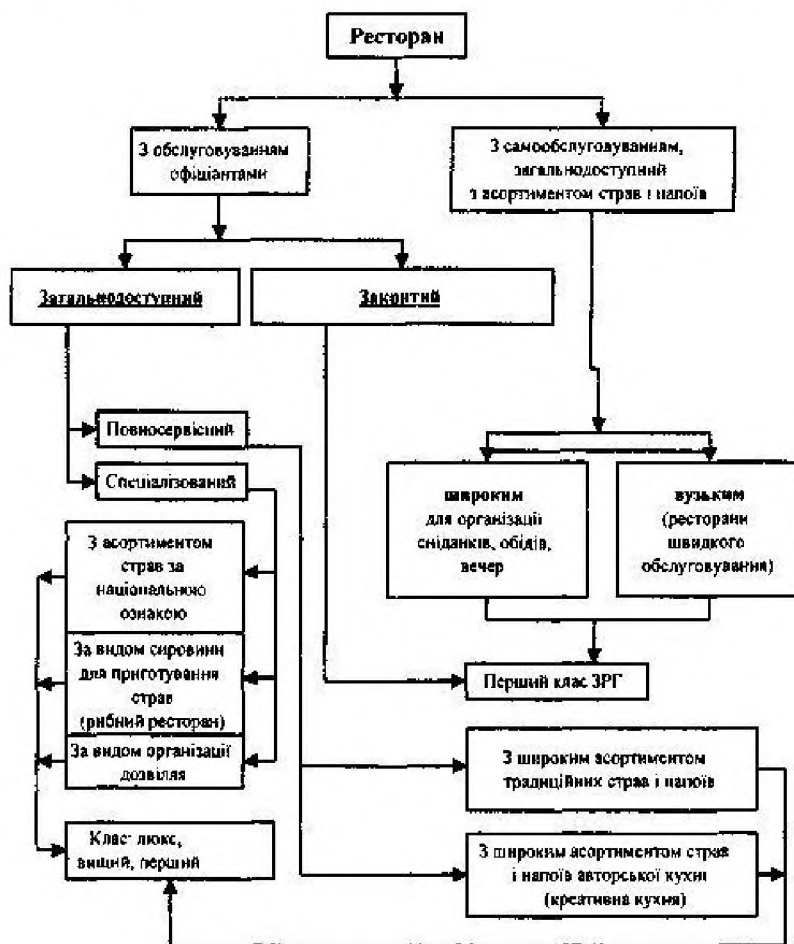 Ресторан
З обслуговуванням
офіціантами
З самообслуговуванням,
загальнодоступний
з асортиментом страв і напоїв
Загальнодоступний
Закритий
Повносервісний
Спеціалізований
широким
для організації
сніданків, обідів,
вечер
вузьким
(ресторани
швидкого
обслуговування)
З асортиментом
страв за
національною
ознакою
За видом сировини
для приготування
страв
(рибний ресторан)
За видом організації
дозвілля
Перший клас ЗРГ
З широким асортиментом
традиційних страв і напоїв
Клас: люкс,
вищий, перший
З широким асортиментом страв
і напоїв авторської кухні
(креативна кухня)